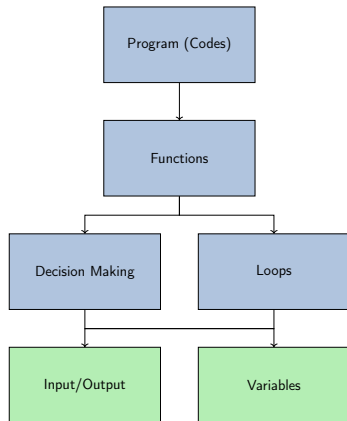 Program (Codes)
Functions
Decision Making
Loops
Input/Output
Variables